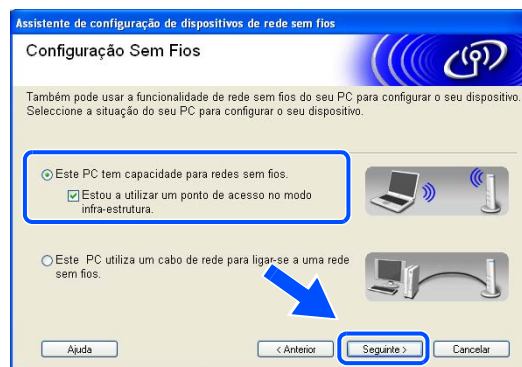 Assistente de configuração de dispositivos de rede sem fios
Configuração Sem Fios
Também pode usar a funcionalidade de rede sem fios do seu PC para configurar o seu dispositivo.
Seleccione a situação do seu PC para configurar o seu dispositivo.
Este PC tem capacidade para redes sem fios.
Estou a utilizar um ponto de acesso no modo
infra-estrutura.
Este PC utiliza um cabo de rede para ligar-se a uma rede
sem fios.
Ajuda
< Anterior
Seguinte >
Cancelar